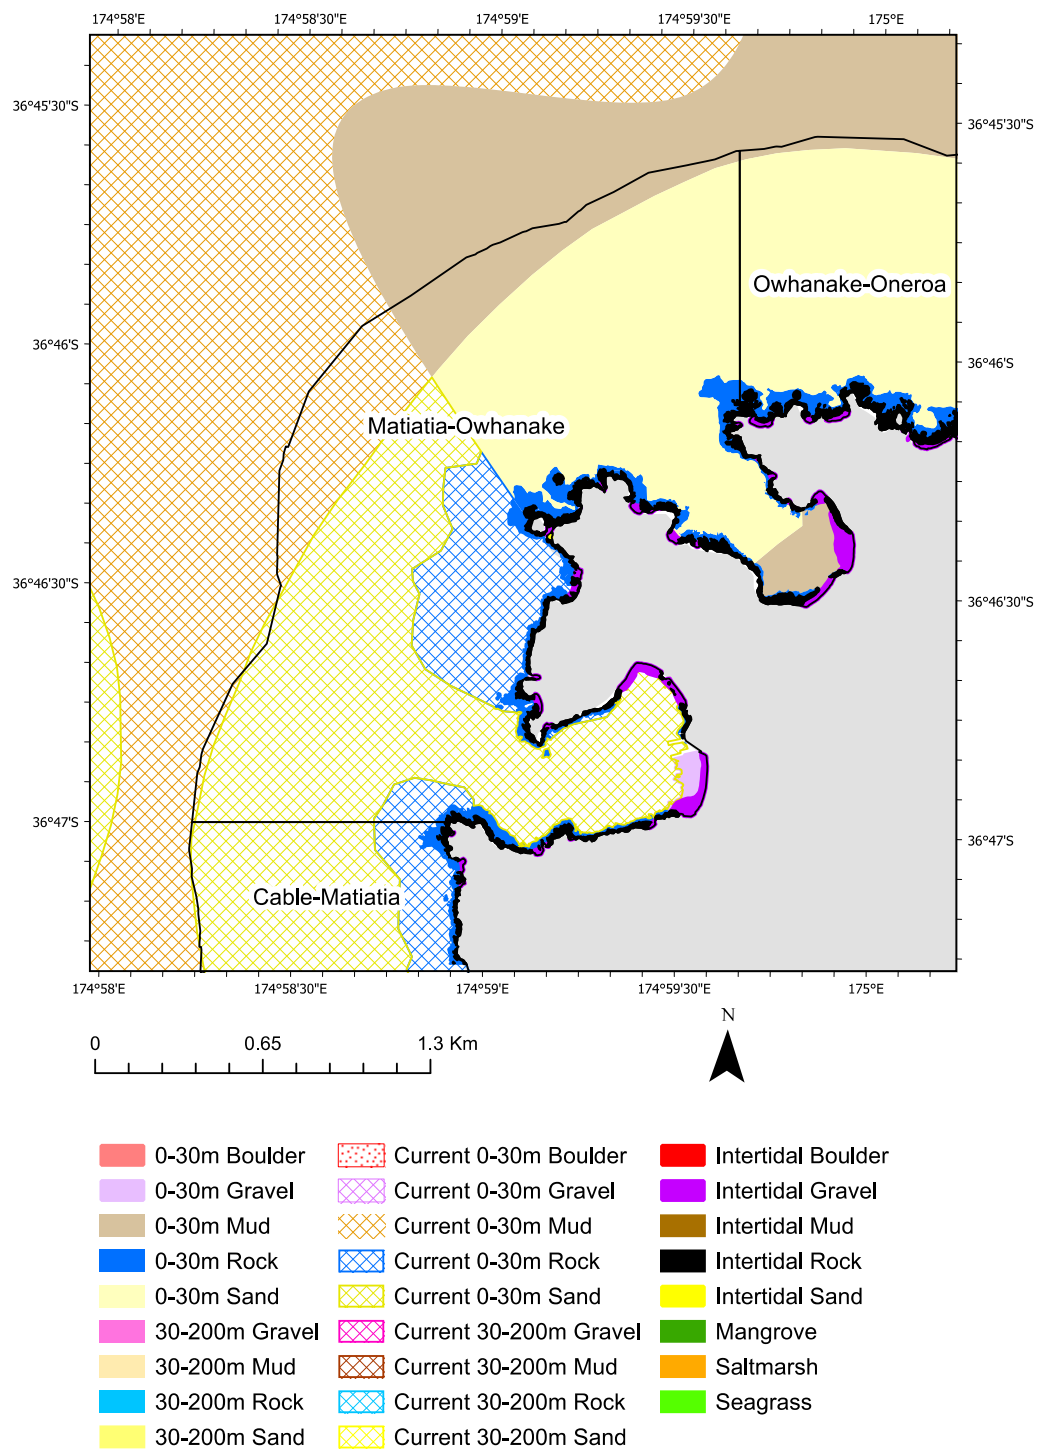 174°58'E 174°58'30"E 174°59'E 174°59'30"E 175°E
36°45'30"S 36°45'30"S
Owhanake-Oneroa
36°46'S 36°46'S
Matiatia-Owhanake
36°46'30"S 36°46'30"S
36°47'S 36°47'S
Cable-Matiatia
174°58'E 174°58'30"E 174°59'E 174°59'30"E 175°E
N
0 0.65 1.3 Km
0-30m Boulder Current 0-30m Boulder Intertidal Boulder
0-30m Gravel Current 0-30m Gravel Intertidal Gravel
0-30m Mud Current 0-30m Mud Intertidal Mud
0-30m Rock Current 0-30m Rock Intertidal Rock
0-30m Sand Current 0-30m Sand Intertidal Sand
30-200m Gravel Current 30-200m Gravel Mangrove
30-200m Mud Current 30-200m Mud Saltmarsh
30-200m Rock Current 30-200m Rock Seagrass
30-200m Sand Current 30-200m Sand